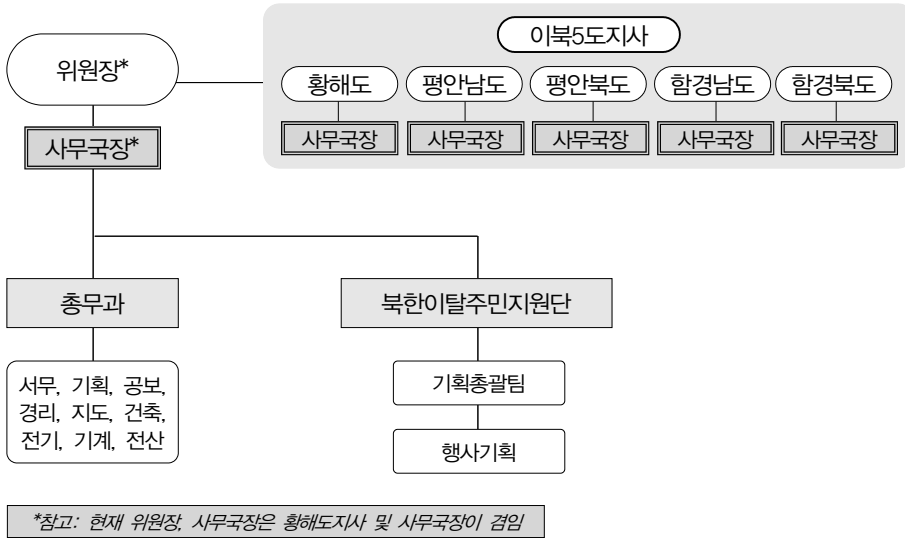 이북5도지사
위원장*
황해도 평안남도 평안북도 함경남도 함경북도
사무국장 사무국장 사무국장 사무국장 사무국장
사무국장*
총무과
북한이탈주민지원단
서무, 기획, 공보,
경리, 지도, 건축,
전기, 기계, 전산
기획총괄팀
행사기획
*참고: 현재 위원장, 사무국장은 황해도지사 및 사무국장이 겸임